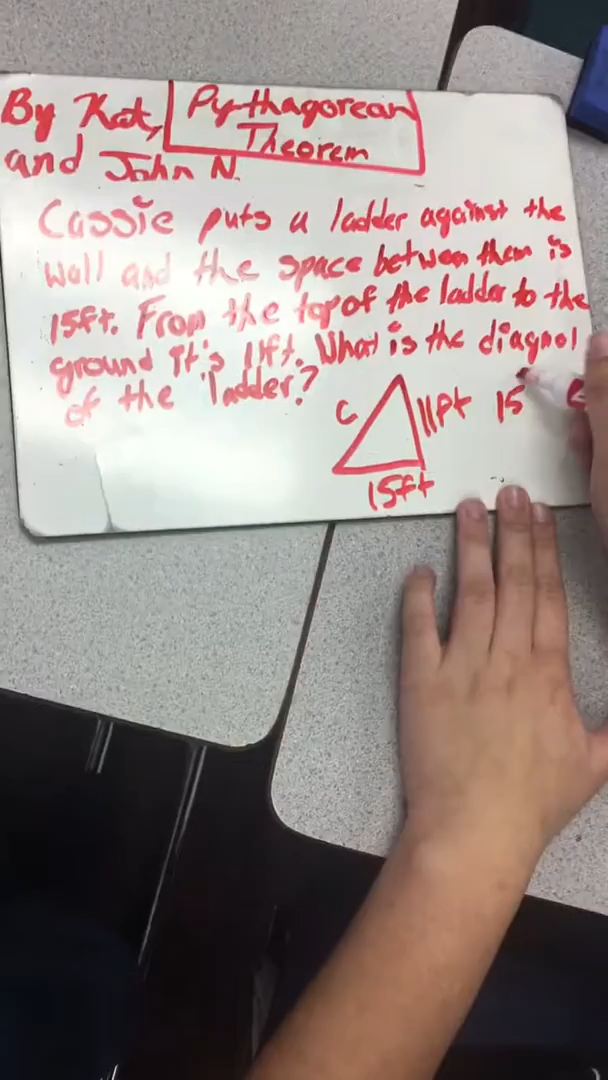 By Kat,
and John N.
Pythagorean
Theorem
Cassie puts a ladder against the
wall and the space betwen them is
15ft. From the top of the ladder to the
ground it's 11ft. What is the diagnol
of the ladder?
C
11ft
15
15ft